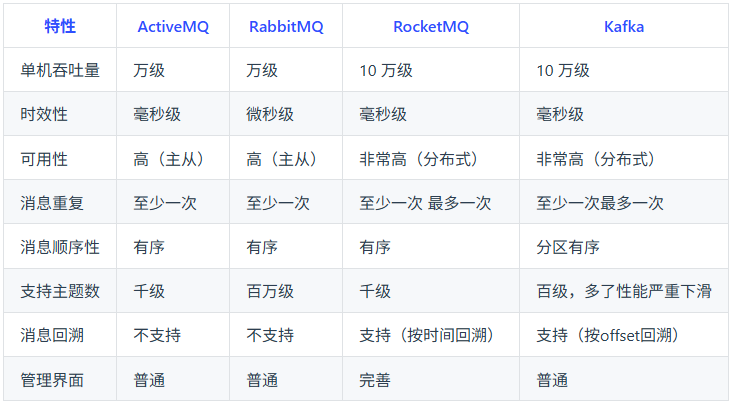 特性 ActiveMQ RabbitMQ RocketMQ Kafka
单机吞吐量 万级 万级 10 万级 10 万级
时效性 毫秒级 微秒级 毫秒级 毫秒级
可用性 高（主从） 高（主从） 非常高（分布式） 非常高（分布式）
消息重复 至少一次 至少一次 至少一次 最多一次 至少一次最多一次
消息顺序性 有序 有序 有序 分区有序
支持主题数 千级 百万级 千级 百级，多了性能严重下滑
消息回溯 不支持 不支持 支持（按时间回溯） 支持（按offset回溯）
管理界面 普通 普通 完善 普通